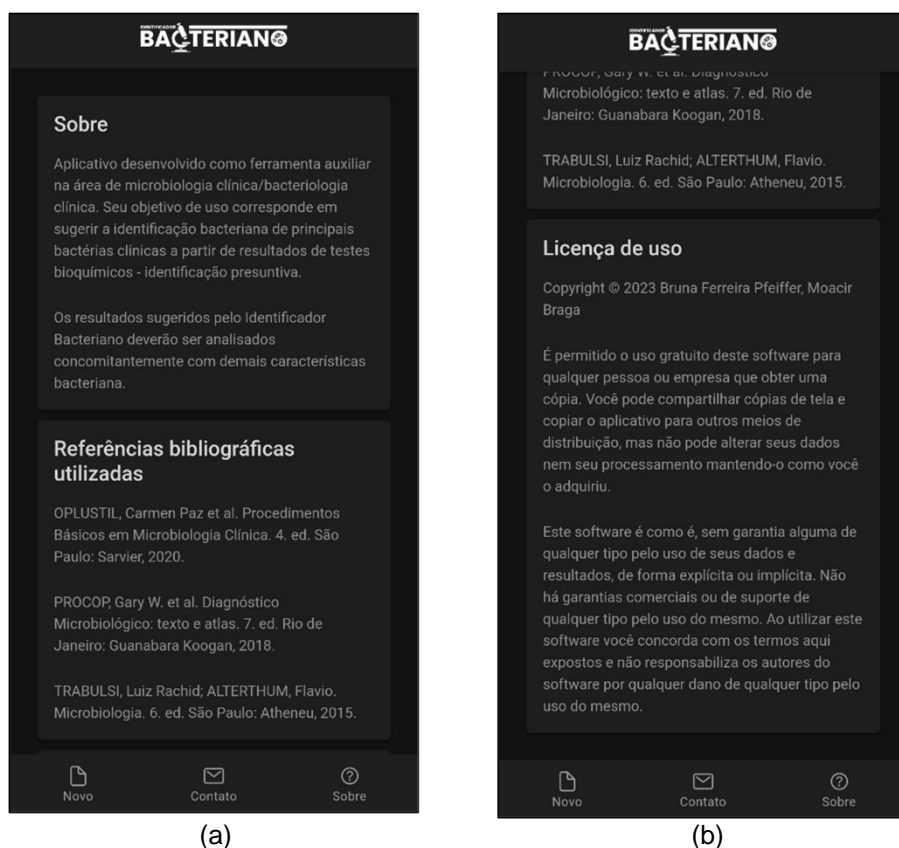 IDENTIFICADOR
BACTERIANO
Sobre
Aplicativo desenvolvido como ferramenta auxiliar
na área de microbiologia clínica/bacteriologia
clínica. Seu objetivo de uso corresponde em
sugerir a identificação bacteriana de principais
bactérias clínicas a partir de resultados de testes
bioquímicos - identificação presuntiva.
Os resultados sugeridos pelo Identificador
Bacteriano deverão ser analisados
concomitantemente com demais características
bacteriana.
Referências bibliográficas
utilizadas
OPLUSTIL, Carmen Paz et al. Procedimentos
Básicos em Microbiologia Clínica. 4. ed. São
Paulo: Sarvier, 2020.
PROCOP, Gary W. et al. Diagnóstico
Microbiológico: texto e atlas. 7. ed. Rio de
Janeiro: Guanabara Koogan, 2018.
TRABULSI, Luiz Rachid; ALTERTHUM, Flavio.
Microbiologia. 6. ed. São Paulo: Atheneu, 2015.
Novo Contato Sobre
(a)
IDENTIFICADOR
BACTERIANO
PROCOP, Gary W. et al. Diagnóstico
Microbiológico: texto e atlas. 7. ed. Rio de
Janeiro: Guanabara Koogan, 2018.
TRABULSI, Luiz Rachid; ALTERTHUM, Flavio.
Microbiologia. 6. ed. São Paulo: Atheneu, 2015.
Licença de uso
Copyright © 2023 Bruna Ferreira Pfeiffer, Moacir
Braga
É permitido o uso gratuito deste software para
qualquer pessoa ou empresa que obter uma
cópia. Você pode compartilhar cópias de tela e
copiar o aplicativo para outros meios de
distribuição, mas não pode alterar seus dados
nem seu processamento mantendo-o como você
o adquiriu.
Este software é como é, sem garantia alguma de
qualquer tipo pelo uso de seus dados e
resultados, de forma explícita ou implícita. Não
há garantias comerciais ou de suporte de
qualquer tipo pelo uso do mesmo. Ao utilizar este
software você concorda com os termos aqui
expostos e não responsabiliza os autores do
software por qualquer dano de qualquer tipo pelo
uso do mesmo.
Novo Contato Sobre
(b)